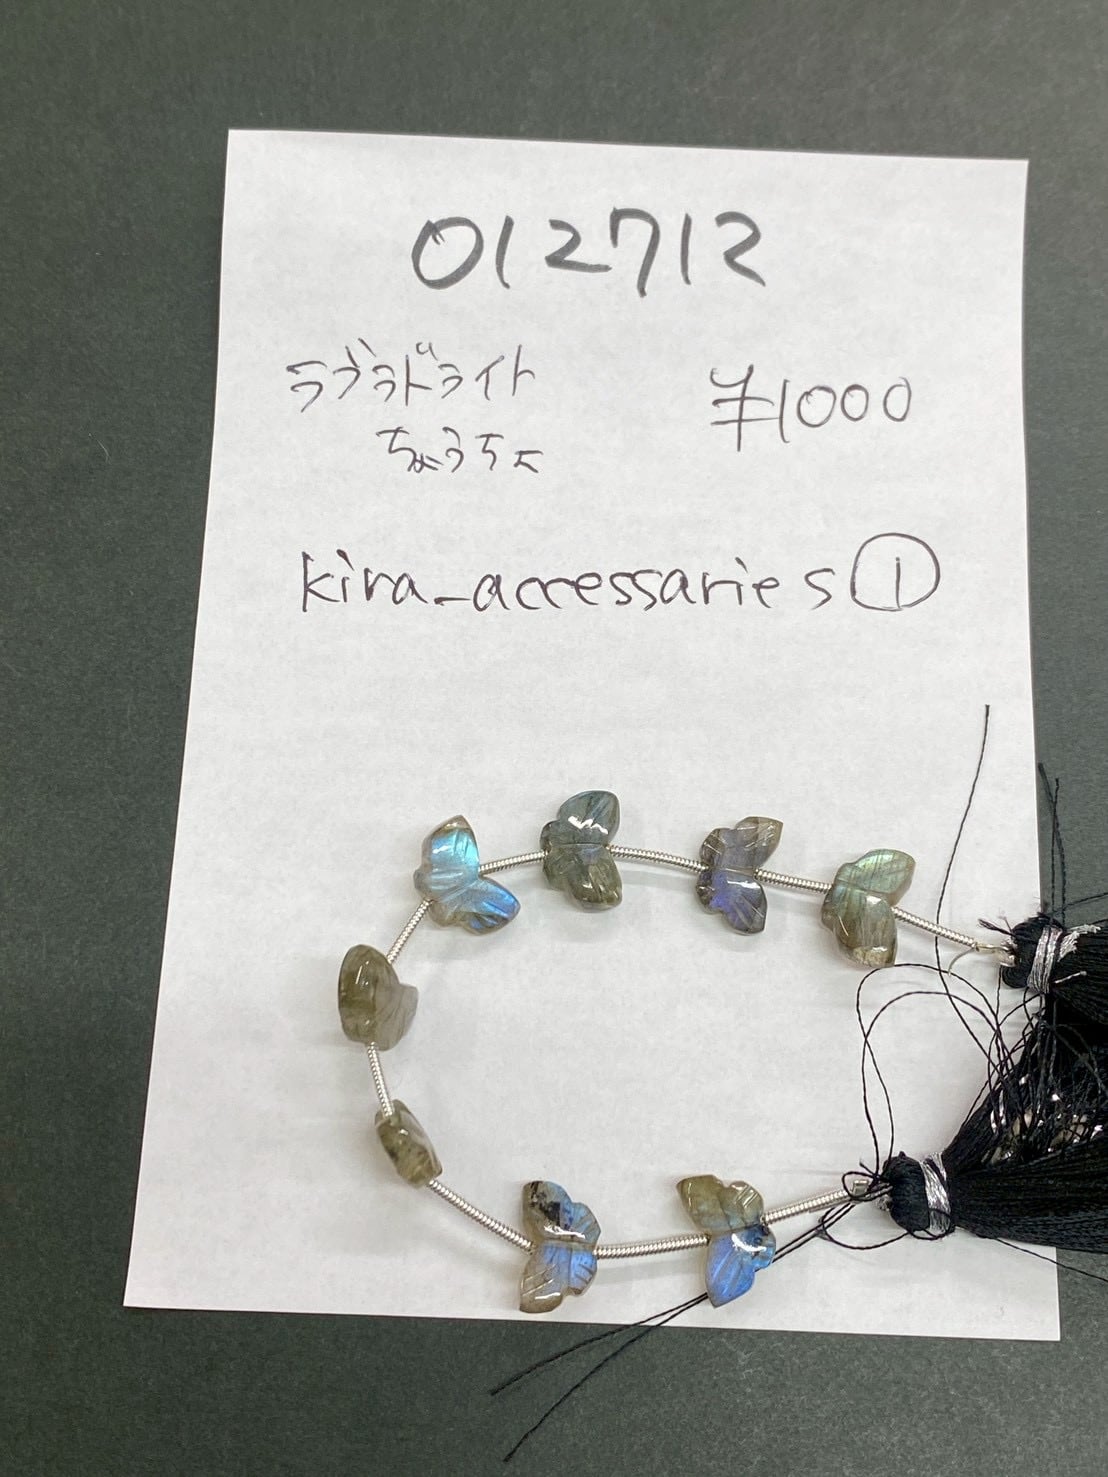 012712
ラブラドライト ¥1000
ちょうちょ
kira_accessaries①